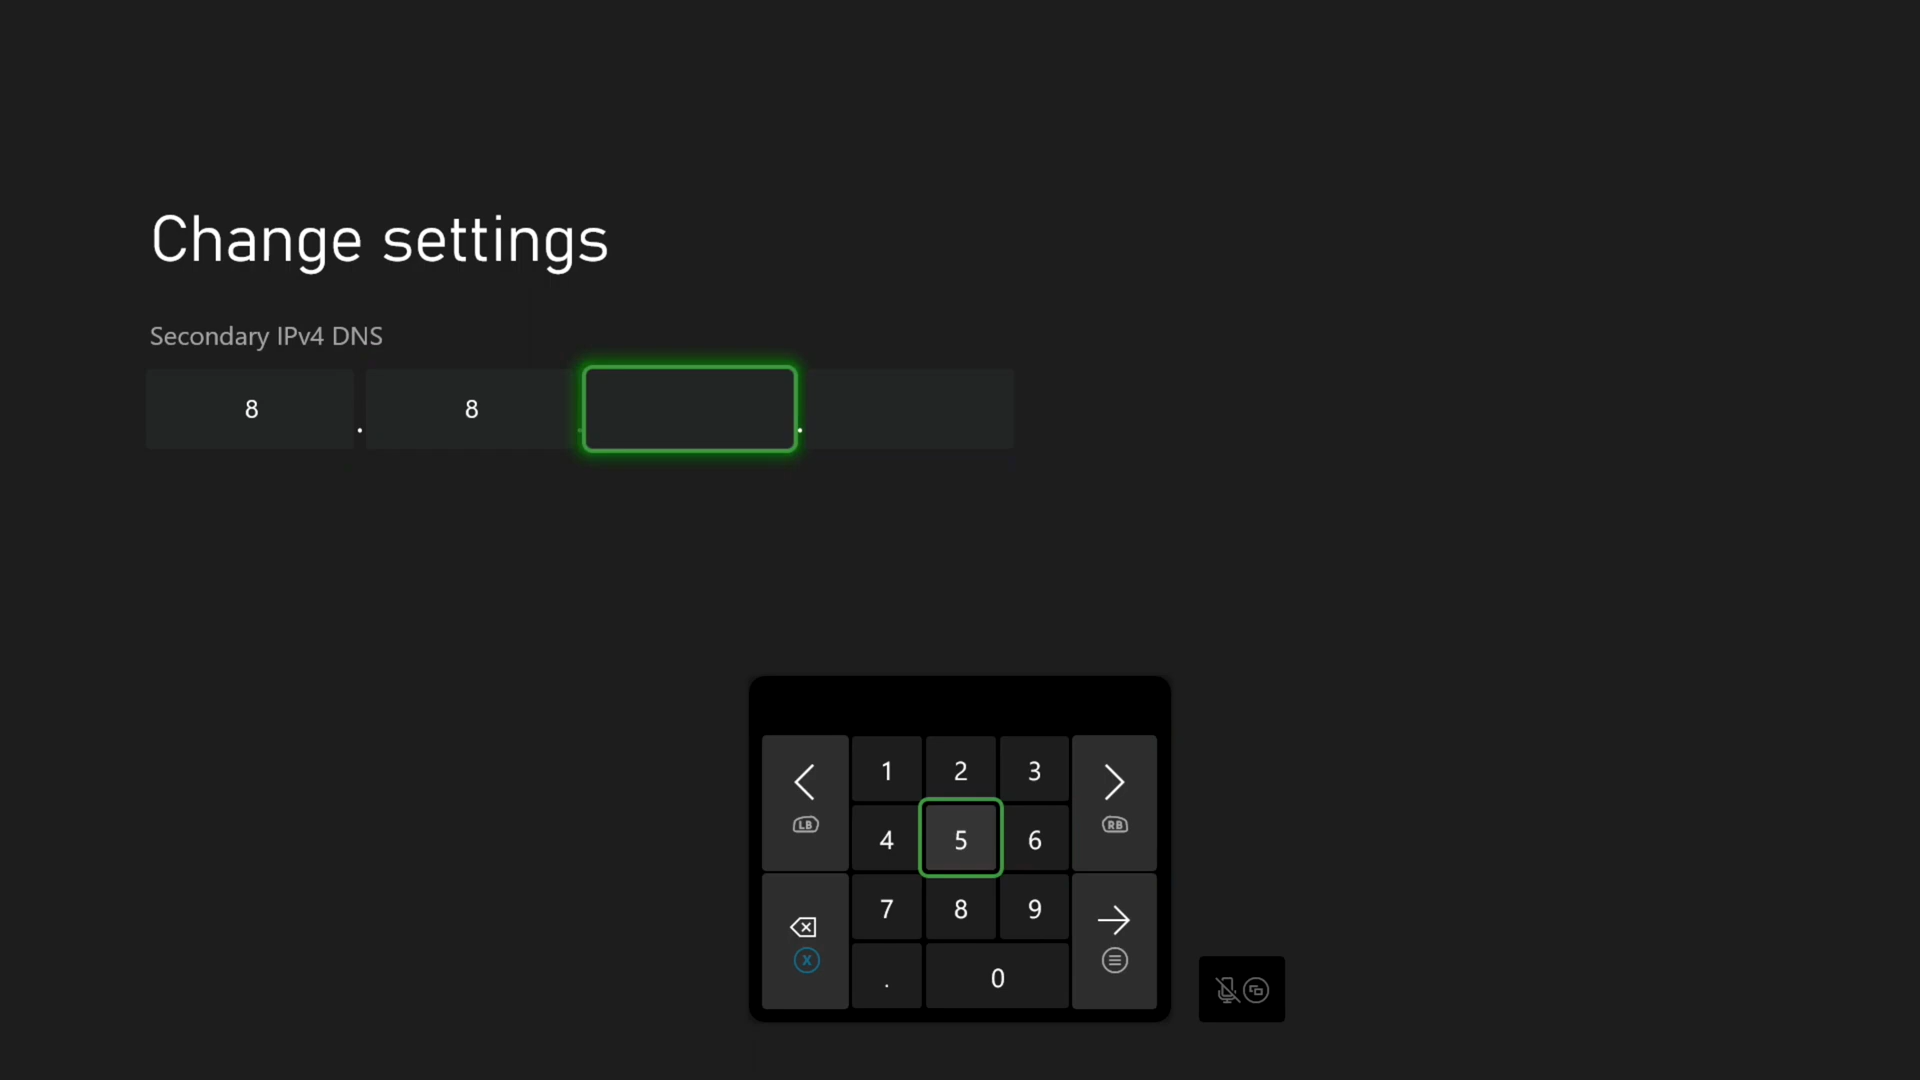 Change settings
Secondary IPv4 DNS
8 . 8 . .
1 2 3
LB RB
4 5 6
7 8 9
X
. 0